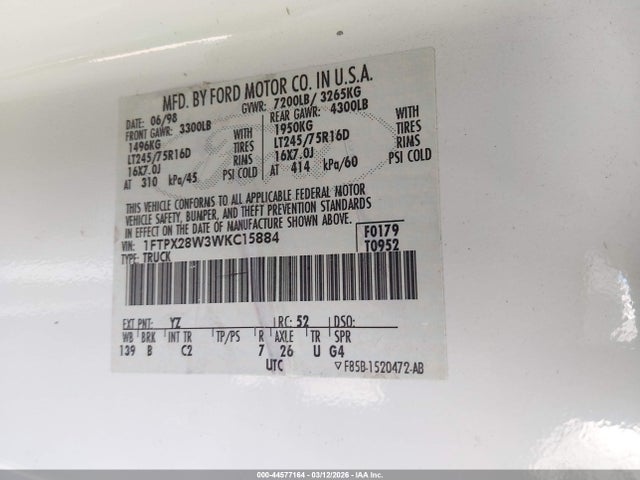 MFD. BY FORD MOTOR CO. IN U.S.A.
DATE: 06/98 GVWR: 7200LB/ 3265KG
FRONT GAWR: 3300LB REAR GAWR: 4300LB
1496KG WITH 1950KG WITH
LT245/75R16D TIRES LT245/75R16D TIRES
16X7.0J RIMS 16X7.0J RIMS
AT 310 kPa/45 PSI COLD AT 414 kPa/60 PSI COLD
THIS VEHICLE CONFORMS TO ALL APPLICABLE FEDERAL MOTOR
VEHICLE SAFETY, BUMPER, AND THEFT PREVENTION STANDARDS
IN EFFECT ON THE DATE OF MANUFACTURE SHOWN ABOVE.
VIN: 1FTPX28W3WKC15884 F0179
TYPE: TRUCK T0952
EXT PNT: YZ RC: 52 DSO:
WB BRK INT TR TP/PS R AXLE TR SPR
139 B C2 7 26 U G4
UTC ▽ F85B-1520472-AB
000-44577164 - 03/12/2026 - IAA Inc.